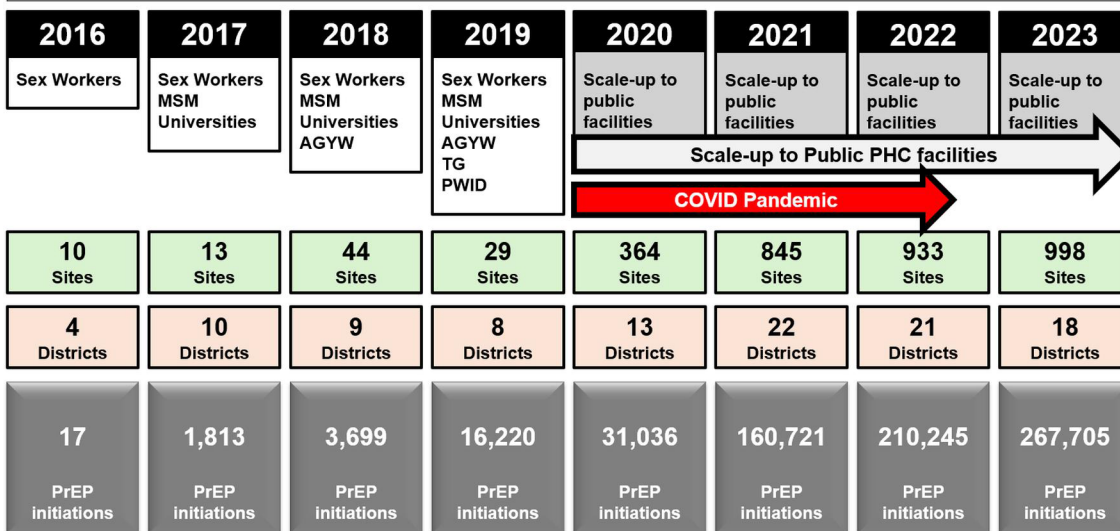 2016
2017
2018
2019
2020
2021
2022
2023
Sex Workers
Sex Workers
MSM
Universities
Sex Workers
MSM
Universities
AGYW
Sex Workers
MSM
Universities
AGYW
TG
PWID
Scale-up to
public
facilities
Scale-up to
public
facilities
Scale-up to
public
facilities
Scale-up to
public
facilities
Scale-up to Public PHC facilities
COVID Pandemic
10
Sites
13
Sites
44
Sites
29
Sites
364
Sites
845
Sites
933
Sites
998
Sites
4
Districts
10
Districts
9
Districts
8
Districts
13
Districts
22
Districts
21
Districts
18
Districts
17
PrEP
initiations
1,813
PrEP
initiations
3,699
PrEP
initiations
16,220
PrEP
initiations
31,036
PrEP
initiations
160,721
PrEP
initiations
210,245
PrEP
initiations
267,705
PrEP
initiations